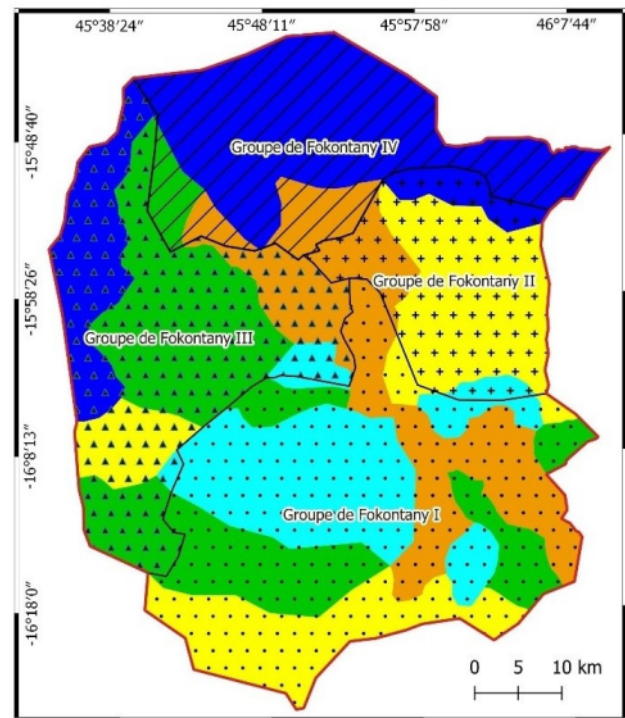 45°38'24" 45°48'11" 45°57'58" 46°7'44"
-15°48'40"
Groupe de Fokontany IV
Groupe de Fokontany II
-15°58'26"
Groupe de Fokontany III
-16°8'13"
Groupe de Fokontany I
-16°18'0"
0 5 10 km